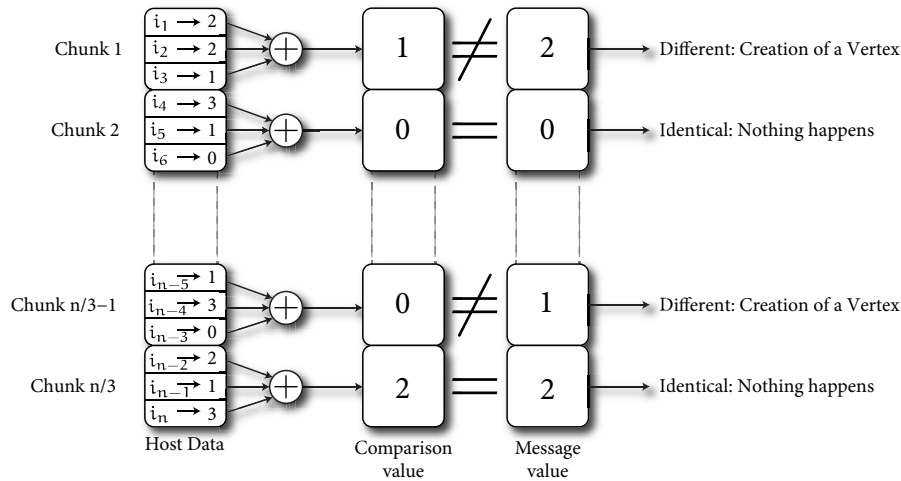 Chunk 1
i₁ → 2
i₂ → 2
i₃ → 1
1
2
Different: Creation of a Vertex
Chunk 2
i₄ → 3
i₅ → 1
i₆ → 0
0
0
Identical: Nothing happens
Chunk n/3–1
iₙ₋₅ → 1
iₙ₋₄ → 3
iₙ₋₃ → 0
0
1
Different: Creation of a Vertex
Chunk n/3
iₙ₋₂ → 2
iₙ₋₁ → 1
iₙ → 3
2
2
Identical: Nothing happens
Host Data
Comparison
value
Message
value